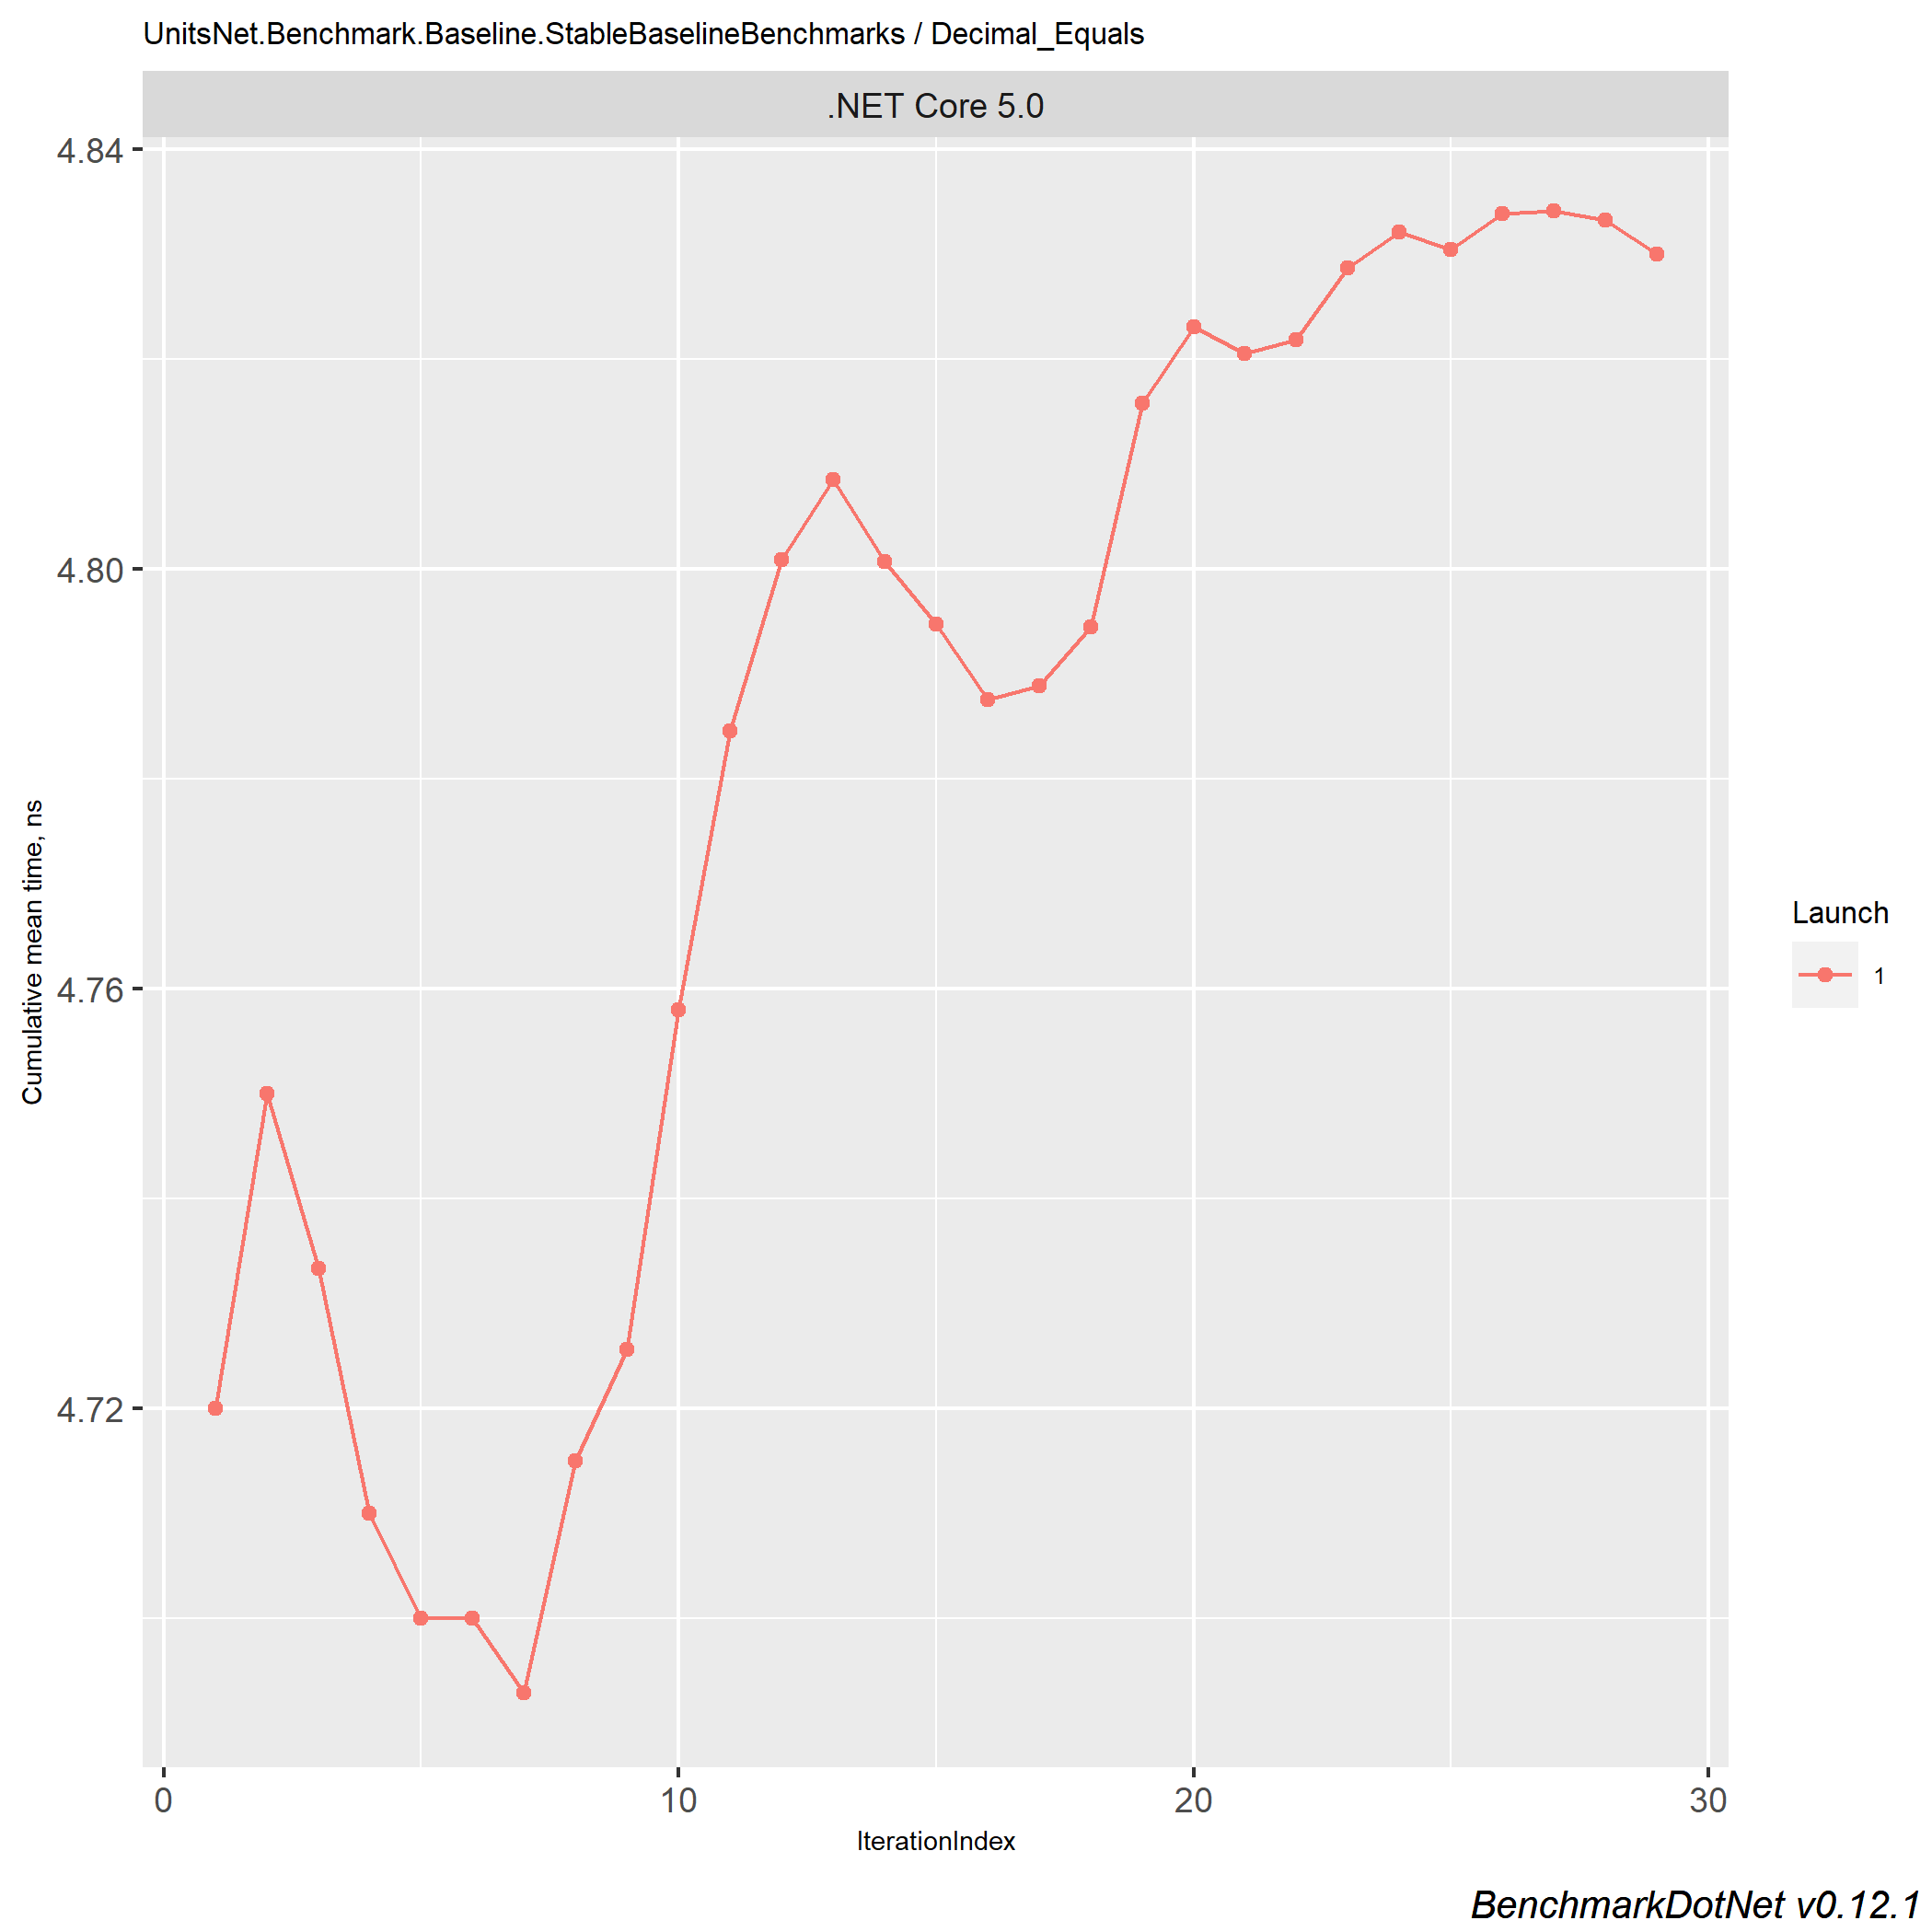 UnitsNet.Benchmark.Baseline.StableBaselineBenchmarks / Decimal_Equals
.NET Core 5.0
4.84
4.80
4.76
4.72
Cumulative mean time, ns
0 10 20 30
IterationIndex
Launch
1
BenchmarkDotNet v0.12.1